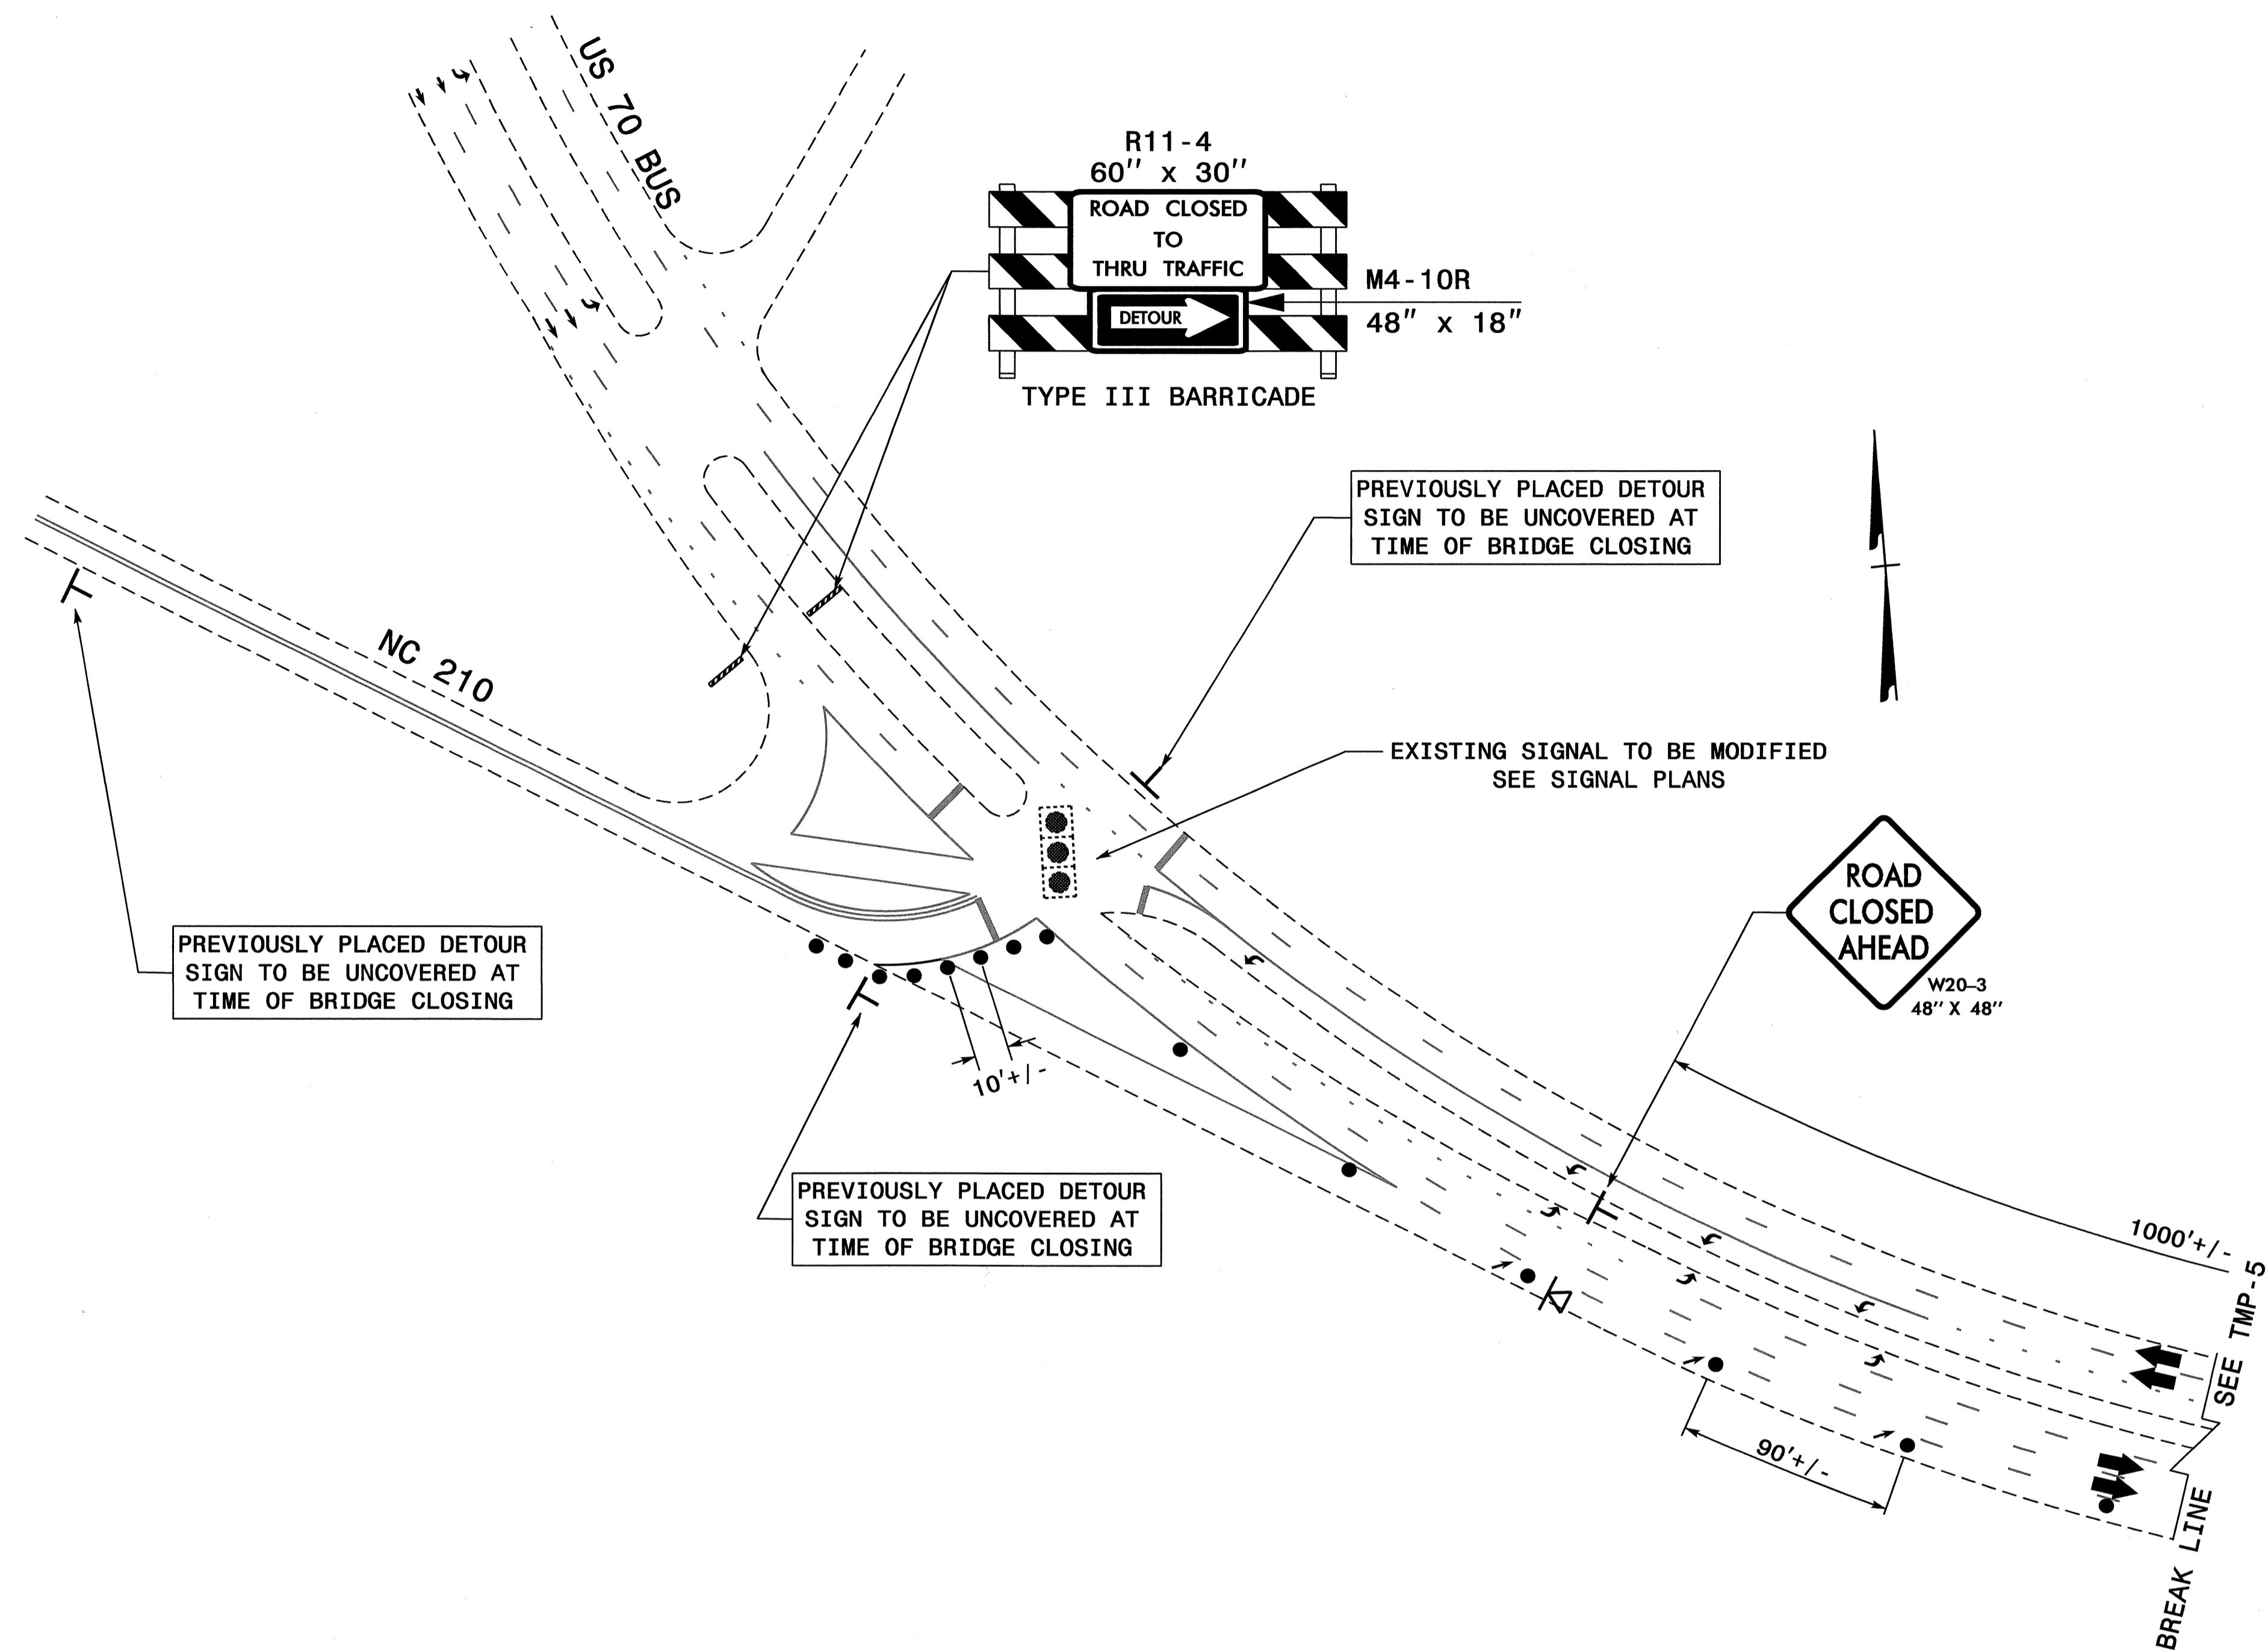 US 70 BUS
R11-4
60" x 30"
ROAD CLOSED
TO
THRU TRAFFIC
DETOUR
M4-10R
48" x 18"
TYPE III BARRICADE
PREVIOUSLY PLACED DETOUR
SIGN TO BE UNCOVERED AT
TIME OF BRIDGE CLOSING
NC 210
EXISTING SIGNAL TO BE MODIFIED
SEE SIGNAL PLANS
ROAD
CLOSED
AHEAD
W20-3
48" X 48"
PREVIOUSLY PLACED DETOUR
SIGN TO BE UNCOVERED AT
TIME OF BRIDGE CLOSING
10'+/-
PREVIOUSLY PLACED DETOUR
SIGN TO BE UNCOVERED AT
TIME OF BRIDGE CLOSING
1000'+/-
90'+/-
SEE TMP-5
BREAK LINE